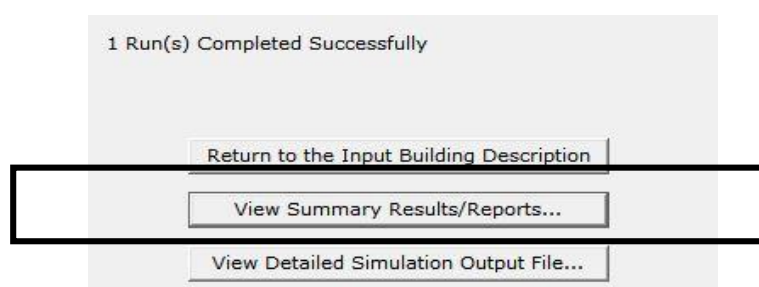 1 Run(s) Completed Successfully
Return to the Input Building Description
View Summary Results/Reports...
View Detailed Simulation Output File...